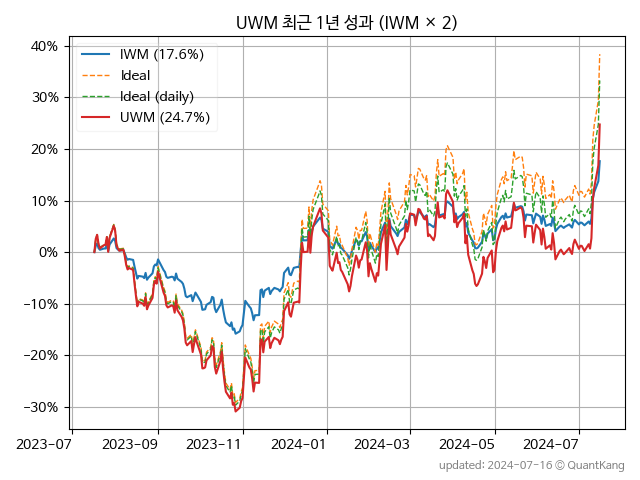 UWM 최근 1년 성과 (IWM × 2)
IWM (17.6%)
Ideal
Ideal (daily)
UWM (24.7%)
40%
30%
20%
10%
0%
−10%
−20%
−30%
2023-07 2023-09 2023-11 2024-01 2024-03 2024-05 2024-07
updated: 2024-07-16 © QuantKang